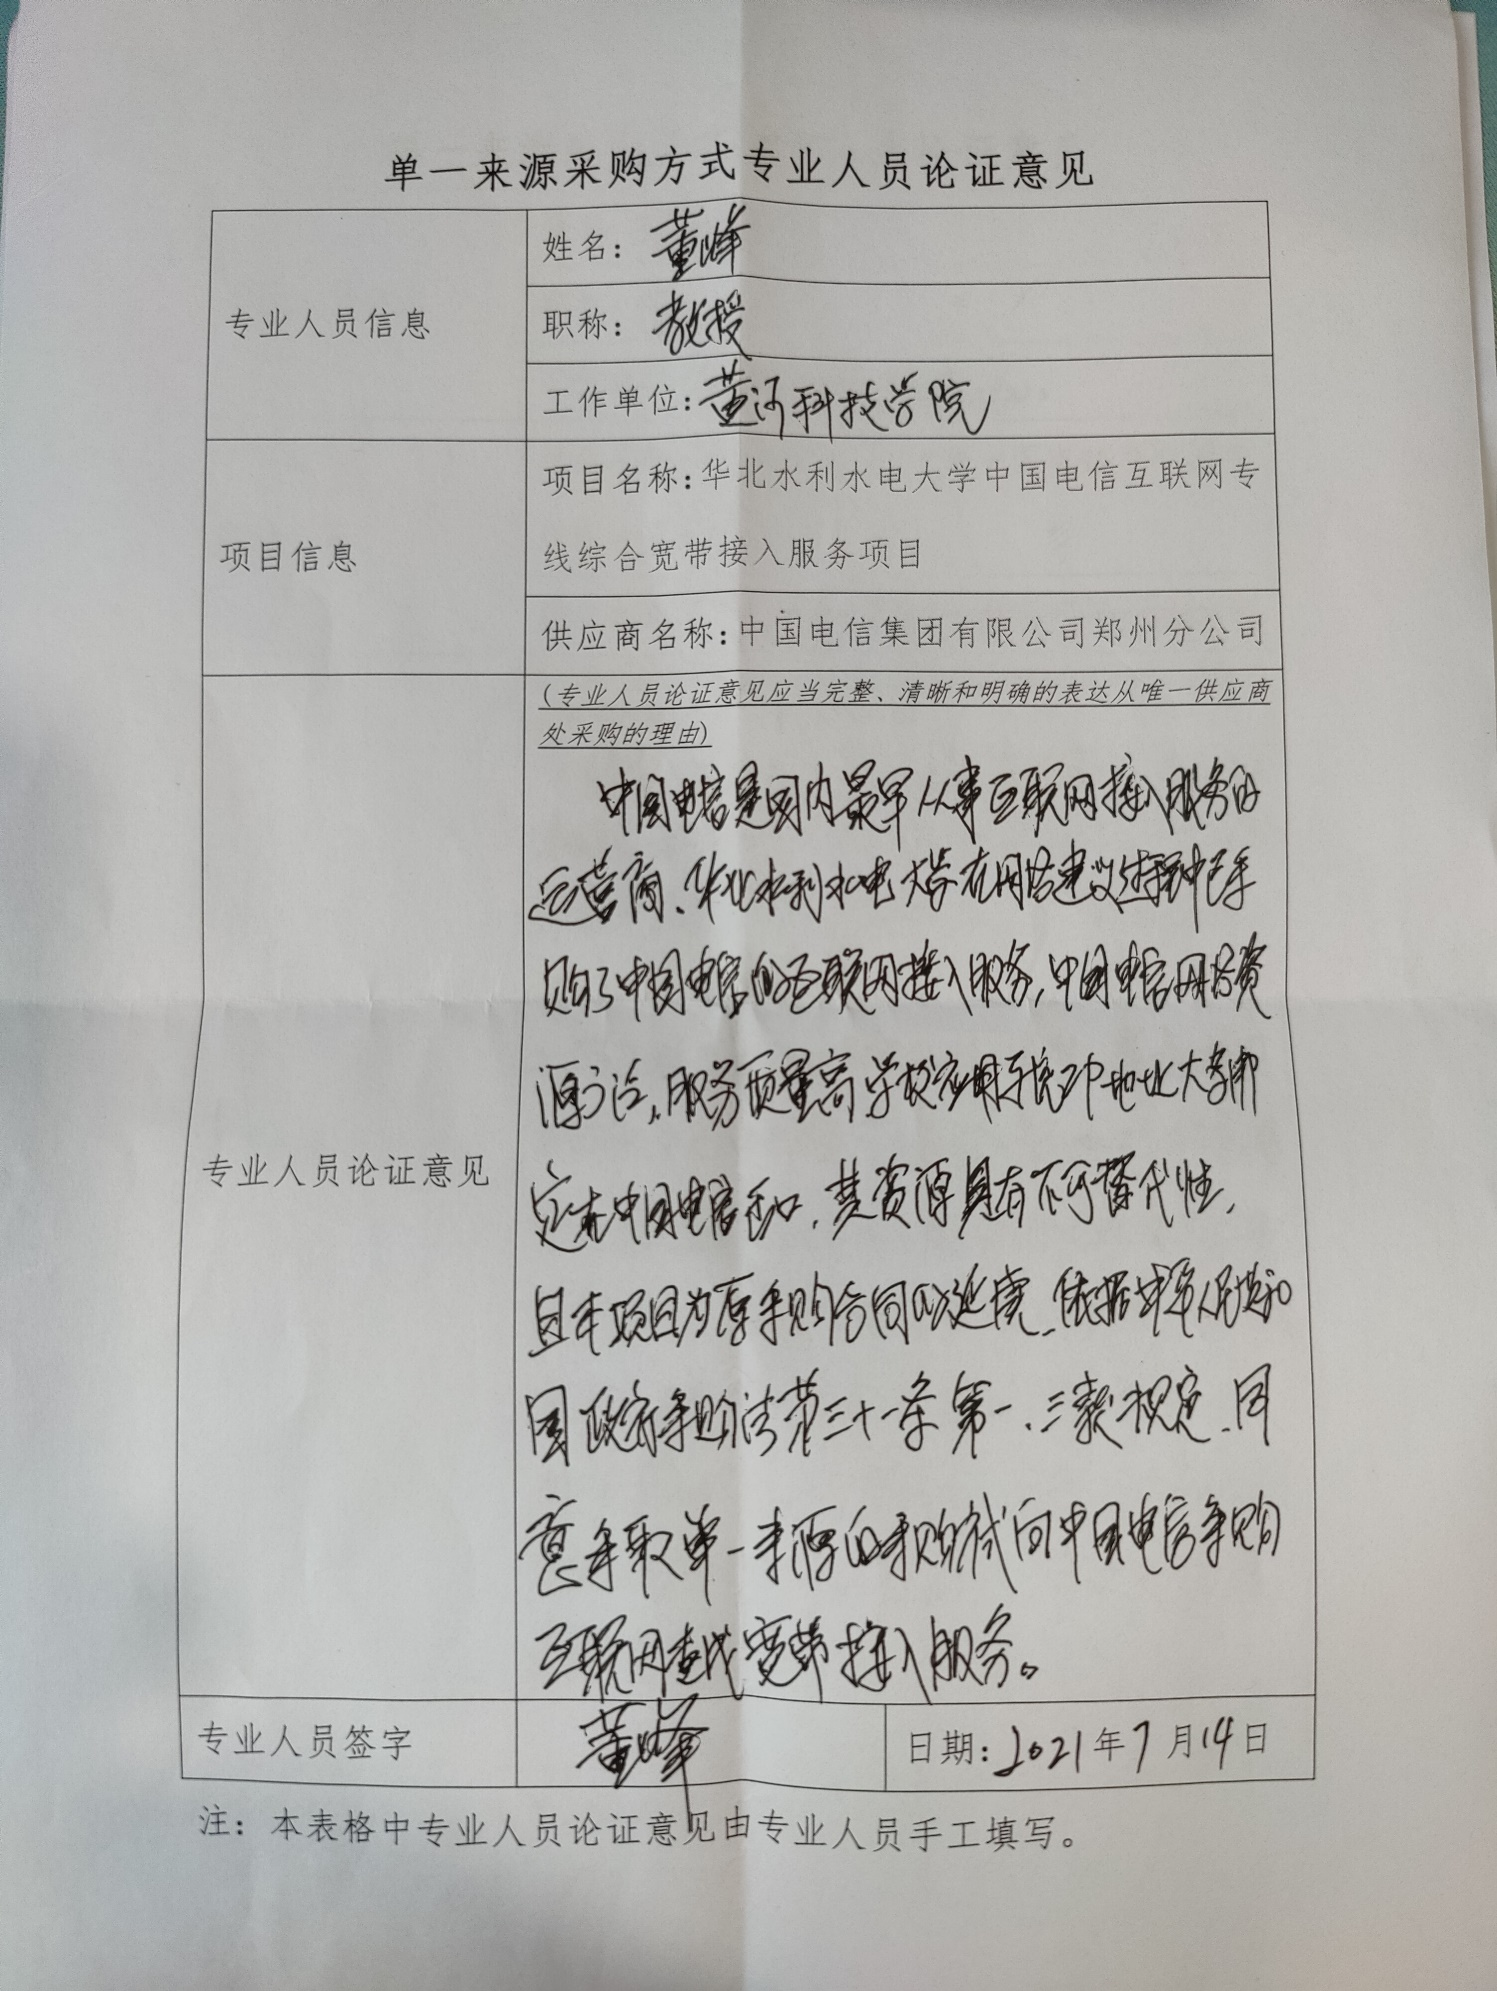 单一来源采购方式专业人员论证意见
专业人员信息
姓名：董峰
职称：教授
工作单位：黄河科技学院
项目信息
项目名称：华北水利水电大学中国电信互联网专
线综合宽带接入服务项目
供应商名称：中国电信集团有限公司郑州分公司
专业人员论证意见
（专业人员论证意见应当完整、清晰和明确的表达从唯一供应商
处采购的理由）
中国电信是国内最早从事互联网接入服务的
运营商、华北水利水电大学在网络建设过程中已采
购了中国电信的互联网接入服务，中国电信网络资
源广泛，服务质量高学校应用系统IP地址大多绑
定在中国电信出口，其资源具有不可替代性，
且本项目为原采购合同的延续、依据中华人民共和
国政府采购法第三十一条第一、三款规定、同
意采取单一来源的采购方式向中国电信采购
互联网专线宽带接入服务。
专业人员签字
董峰
日期：2021年7月14日
注：本表格中专业人员论证意见由专业人员手工填写。